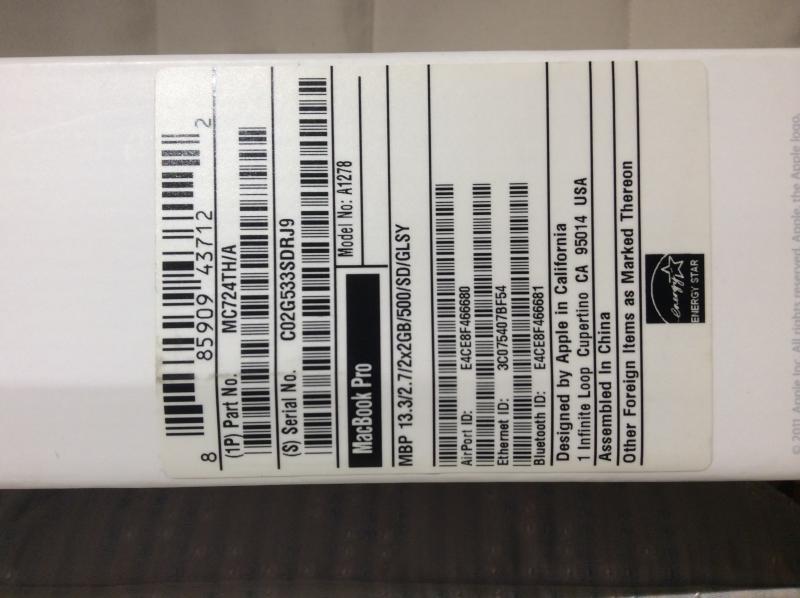 8 85909 43712 2
(1P) Part No. MC724TH/A
(S) Serial No. C02G533SDRJ9
MacBook Pro
Model No: A1278
MBP 13.3/2.7/2x2GB/500/SD/GLSY
AirPort ID: E4CE8F466680
Ethernet ID: 3C075407BF54
Bluetooth ID: E4CE8F466681
Designed by Apple in California
1 Infinite Loop Cupertino CA 95014 USA
Assembled In China
Other Foreign Items as Marked Thereon
energy
ENERGY STAR
© 2011 Apple Inc. All rights reserved. Apple, the Apple logo,